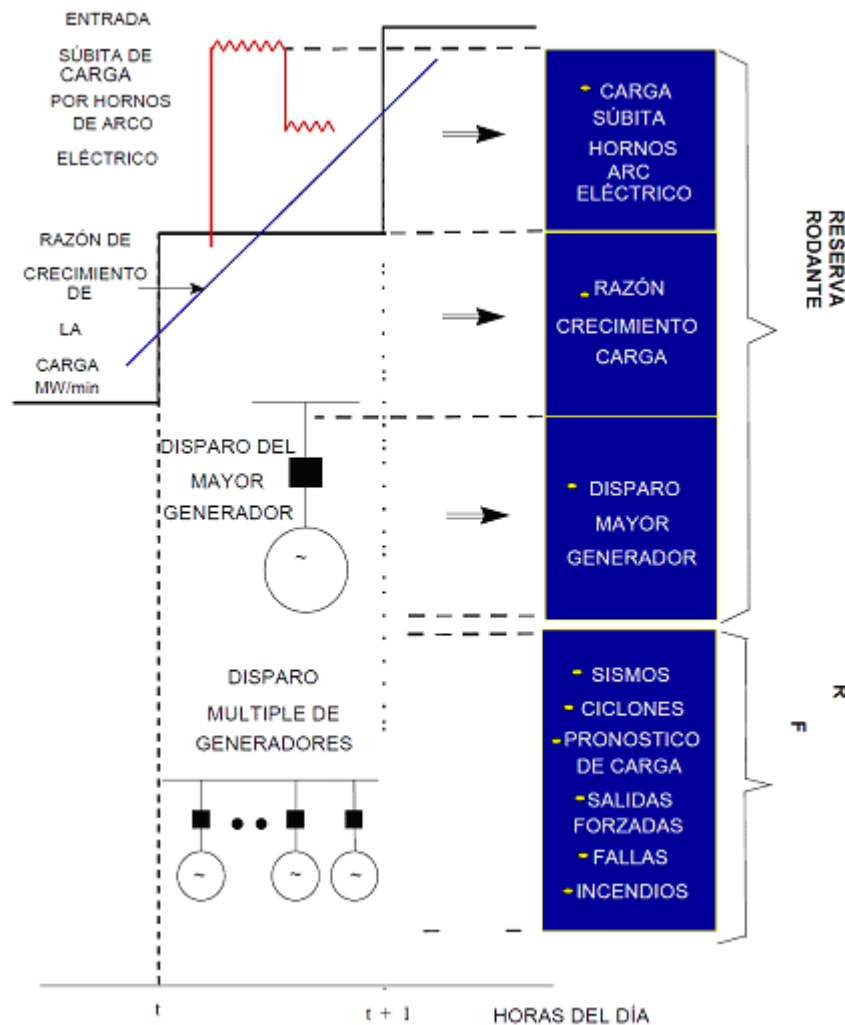 ENTRADA
SÚBITA DE
CARGA
POR HORNOS
DE ARCO
ELÉCTRICO
RAZÓN DE
CRECIMIENTO
DE
LA
CARGA
MW/min
DISPARO DEL
MAYOR
GENERADOR
~
DISPARO
MULTIPLE DE
GENERADORES
~
~
~
CARGA
SÚBITA
HORNOS
ARC
ELÉCTRICO
RAZÓN
CRECIMIENTO
CARGA
DISPARO
MAYOR
GENERADOR
SISMOS
CICLONES
PRONOSTICO
DE CARGA
SALIDAS
FORZADAS
FALLAS
INCENDIOS
RESERVA
RODANTE
R
F
t
t + 1
HORAS DEL DÍA